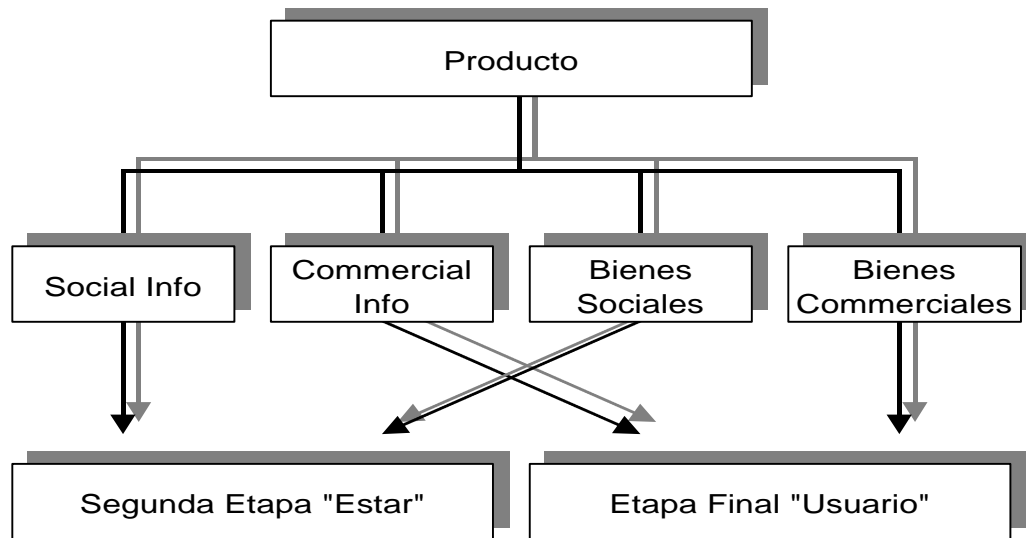 Producto
Social Info
Commercial
Info
Bienes
Sociales
Bienes
Commerciales
Segunda Etapa "Estar"
Etapa Final "Usuario"